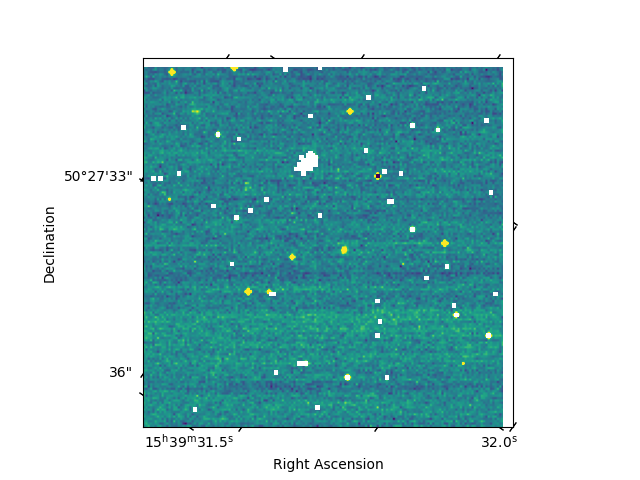 50°27'33"
Declination
36"
15ʰ39ᵐ31.5ˢ
32.0ˢ
Right Ascension